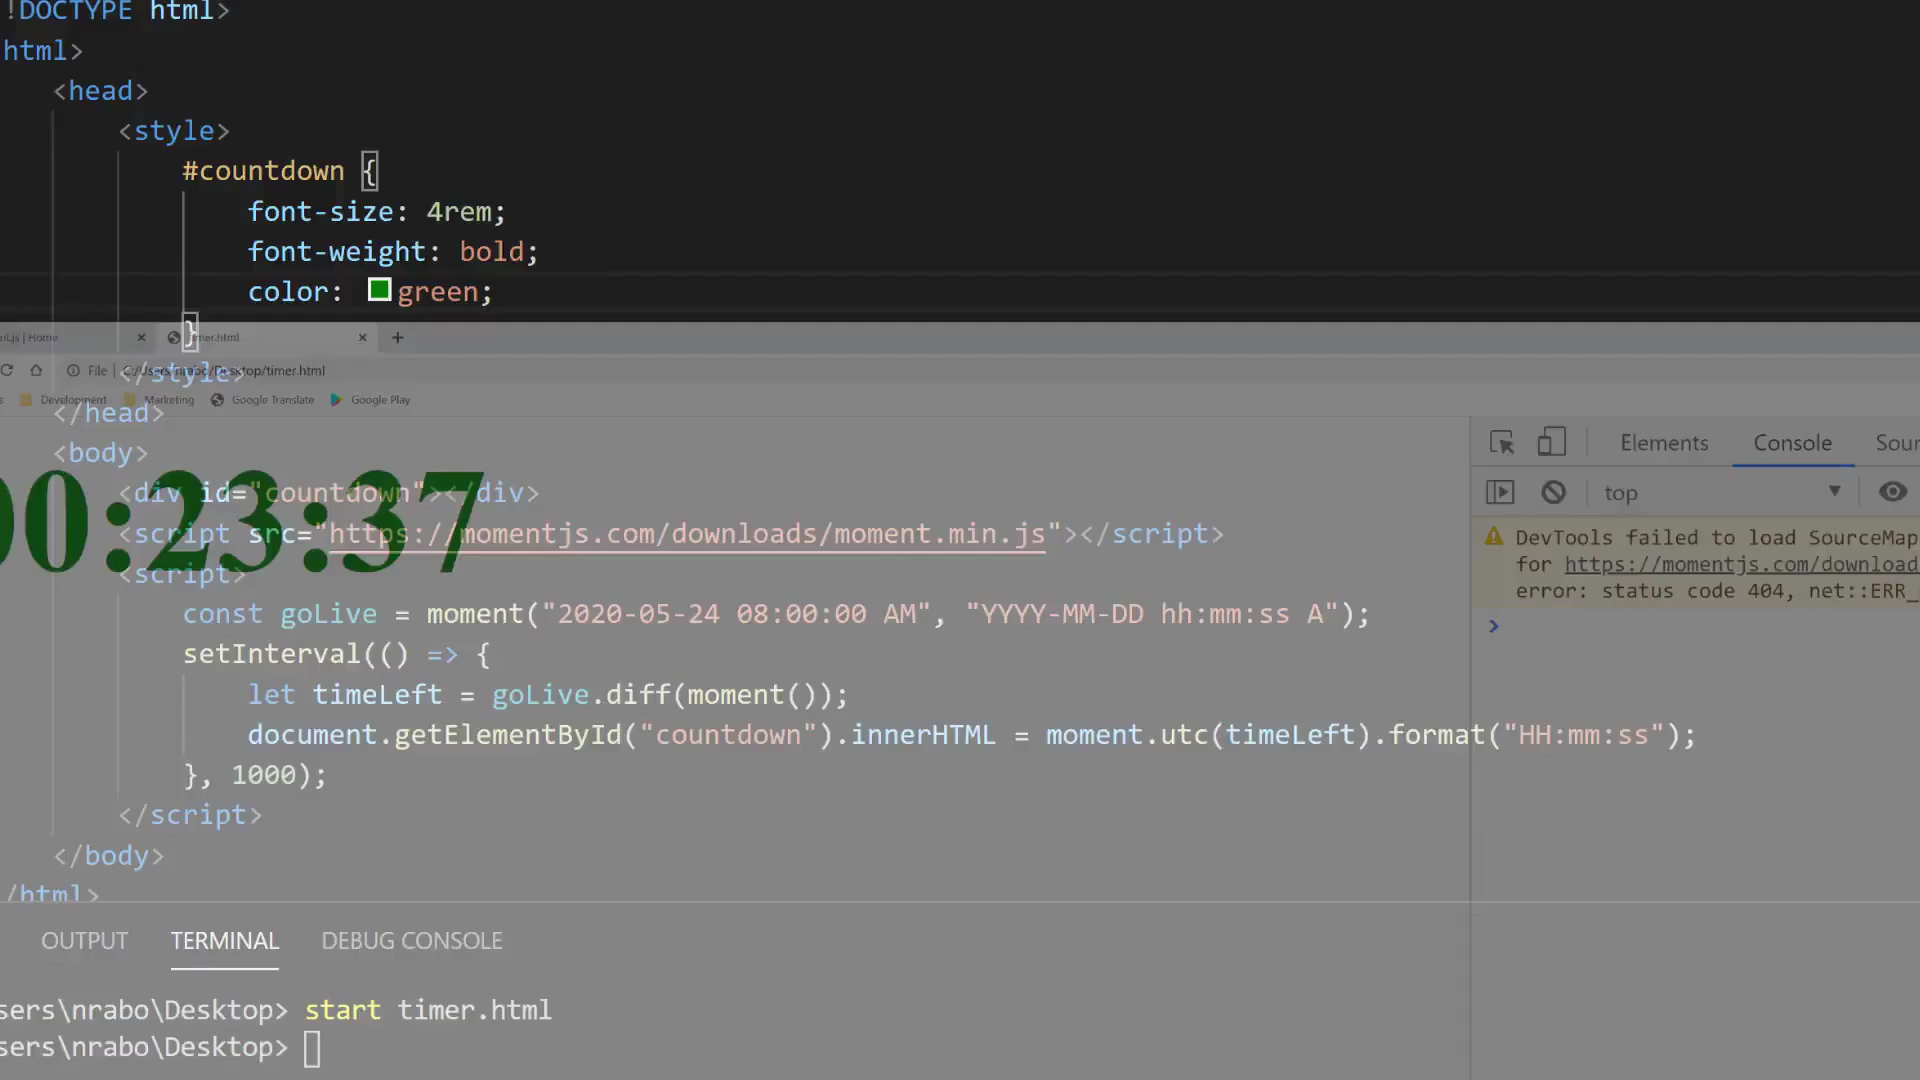 !DOCTYPE html>
html>
<head>
<style>
#countdown {
font-size: 4rem;
font-weight: bold;
color: green;
}
t.js | Home
mer.html
File | C:/Users/nrabo/Desktop/timer.html
</style>
Development Marketing Google Translate Google Play
</head>
Elements Console Sour
<body>
00:23:37
<div id="countdown"></div>
top
<script src="https://momentjs.com/downloads/moment.min.js"></script>
DevTools failed to load SourceMap
for https://momentjs.com/download
error: status code 404, net::ERR_
<script>
const goLive = moment("2020-05-24 08:00:00 AM", "YYYY-MM-DD hh:mm:ss A");
setInterval(() => {
let timeLeft = goLive.diff(moment());
document.getElementById("countdown").innerHTML = moment.utc(timeLeft).format("HH:mm:ss");
}, 1000);
</script>
</body>
/html>
OUTPUT TERMINAL DEBUG CONSOLE
sers\nrabo\Desktop> start timer.html
sers\nrabo\Desktop>